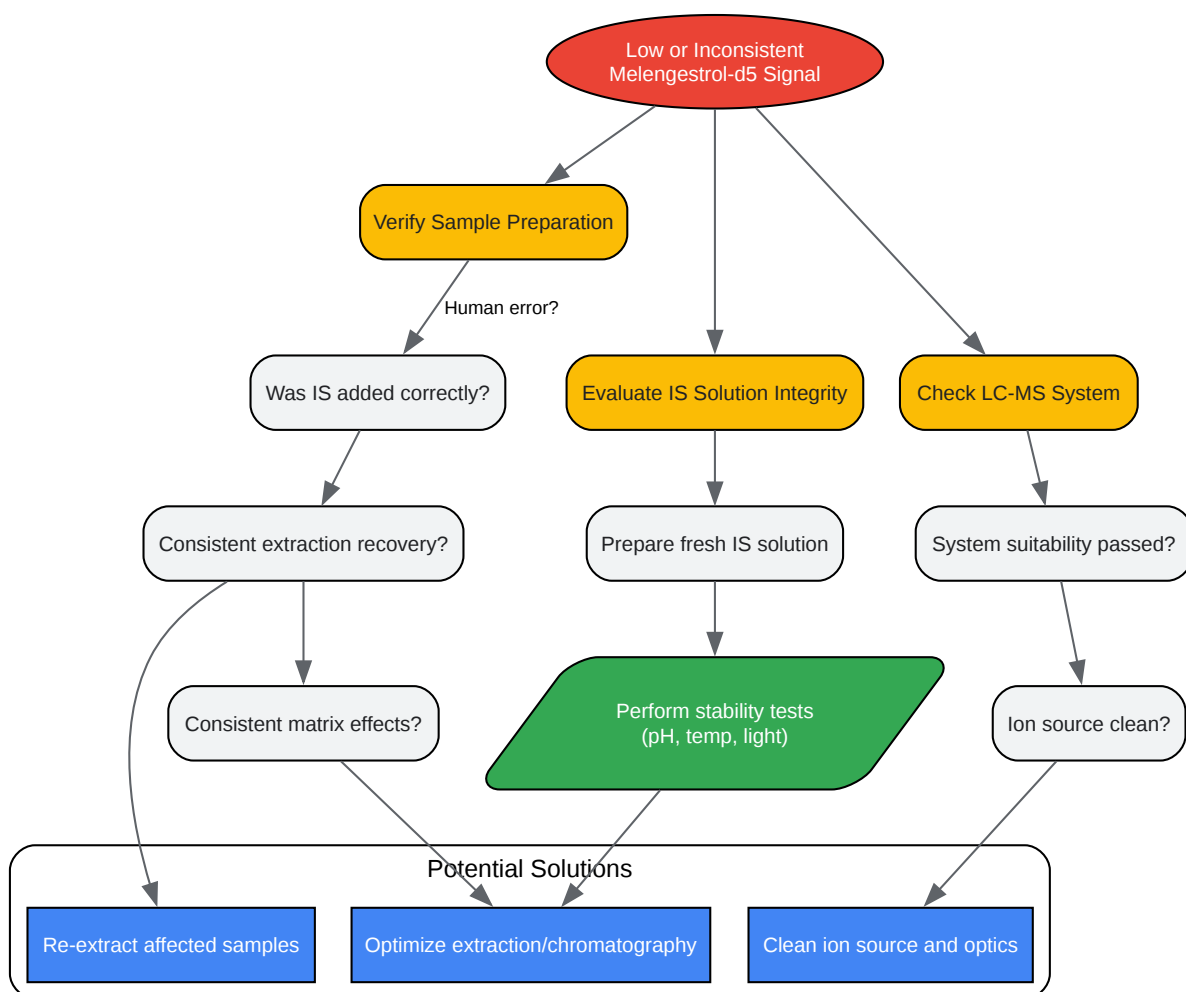 Low or Inconsistent
Melengestrol-d5 Signal
Verify Sample Preparation
Human error?
Was IS added correctly?
Evaluate IS Solution Integrity
Check LC-MS System
Consistent extraction recovery?
Prepare fresh IS solution
System suitability passed?
Consistent matrix effects?
Perform stability tests
(pH, temp, light)
Ion source clean?
Potential Solutions
Re-extract affected samples
Optimize extraction/chromatography
Clean ion source and optics